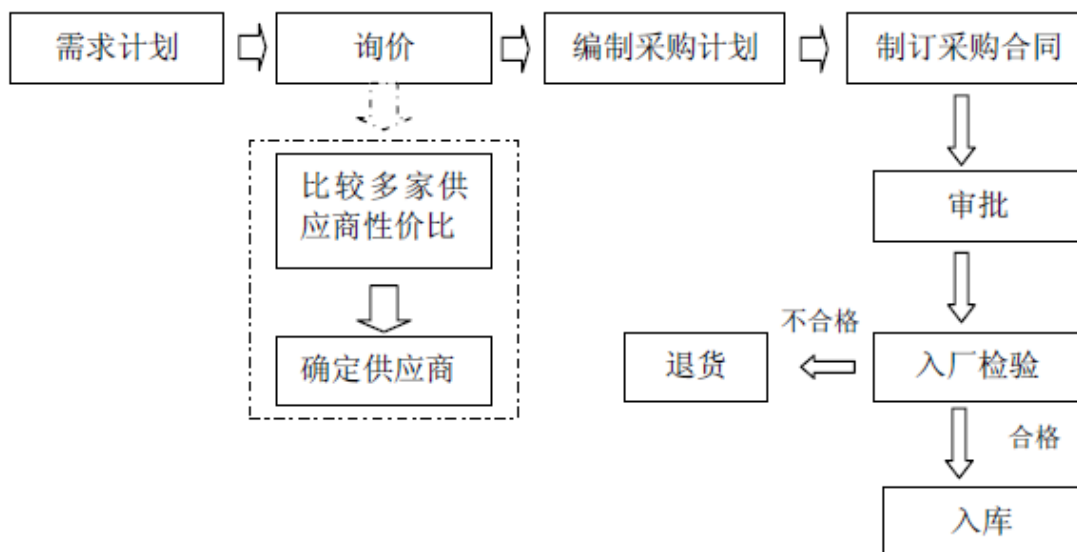 需求计划
询价
编制采购计划
制订采购合同
比较多家供
应商性价比
审批
不合格
确定供应商
退货
入厂检验
合格
入库